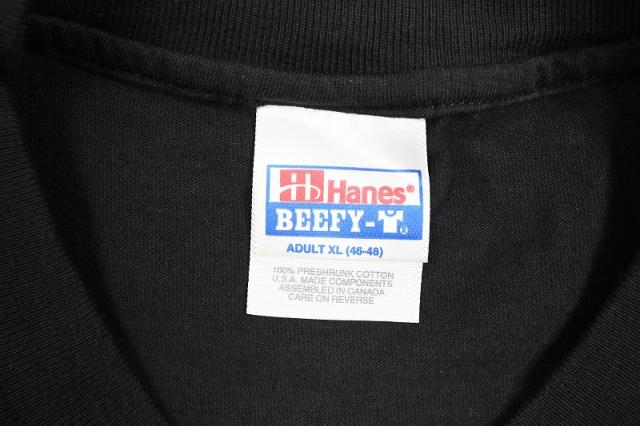 Hanes®
BEEFY-T®
ADULT XL (46-48)
100% PRESHRUNK COTTON
U.S.A. MADE COMPONENTS
ASSEMBLED IN CANADA
CARE ON REVERSE